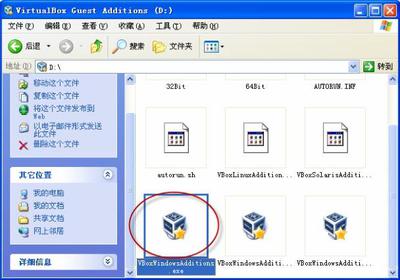 VirtualBox Guest Additions (D:)
文件(F) 编辑(E) 查看(V) 收藏(A) 工具(T)
后退 搜索 文件夹
地址(D) D:\ 转到
移动这个文件
复制这个文件
将这个文件发布到
Web
以电子邮件形式发送
此文件
删除这个文件
其它位置
我的电脑
我的文档
共享文档
网上邻居
详细信息
32Bit 64Bit AUTORUN.INF
autorun.sh VBoxLinuxAddition... VBoxSolarisAddition...
VBoxWindowsAdditions
.exe
VBoxWindowsAdditi... VBoxWindowsAdditi...